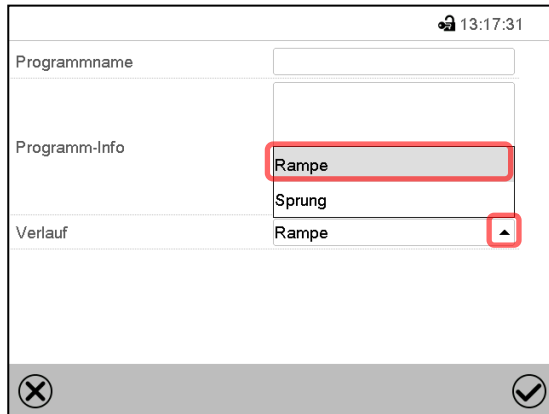 13:17:31
Programmname
Programm-Info
Rampe
Sprung
Verlauf
Rampe